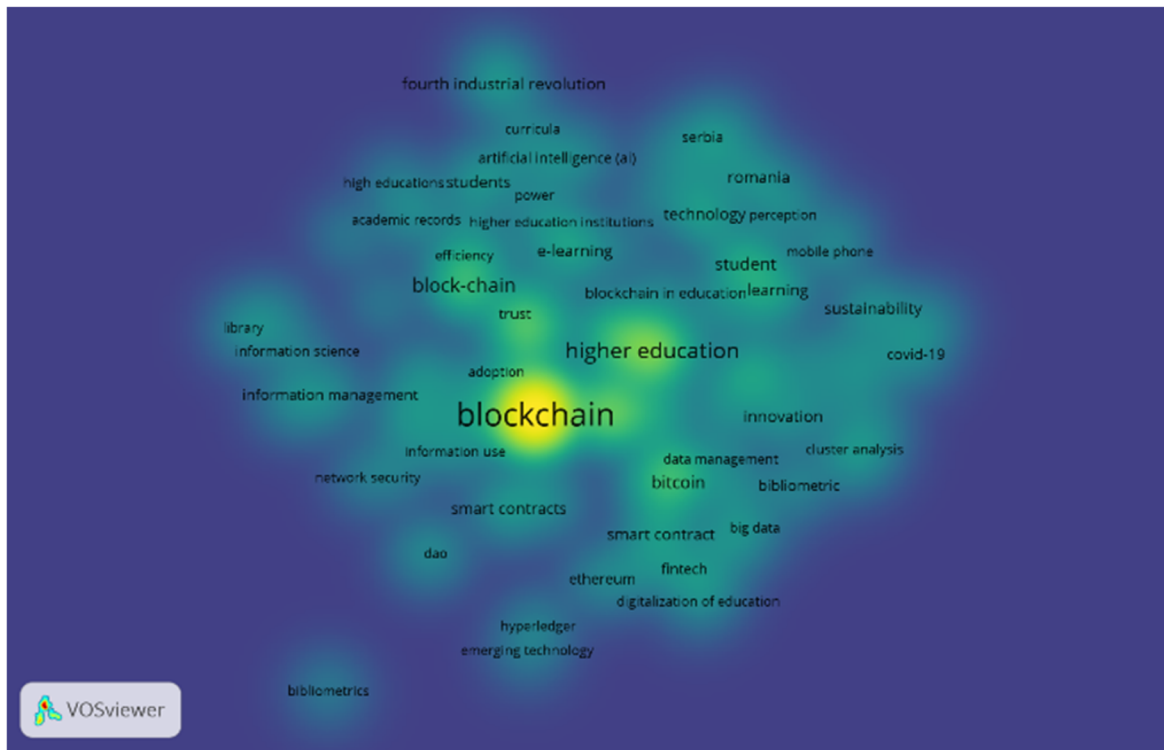 fourth industrial revolution
curricula
serbia
artificial intelligence (ai)
romania
high educations students
power
technology perception
academic records higher education institutions
e-learning
mobile phone
efficiency
student
block-chain
blockchain in education learning
sustainability
trust
library
higher education
information science
covid-19
adoption
information management
blockchain
innovation
information use
cluster analysis
data management
network security
bitcoin
bibliometric
smart contracts
big data
smart contract
dao
fintech
ethereum
digitalization of education
hyperledger
emerging technology
bibliometrics
VOSviewer